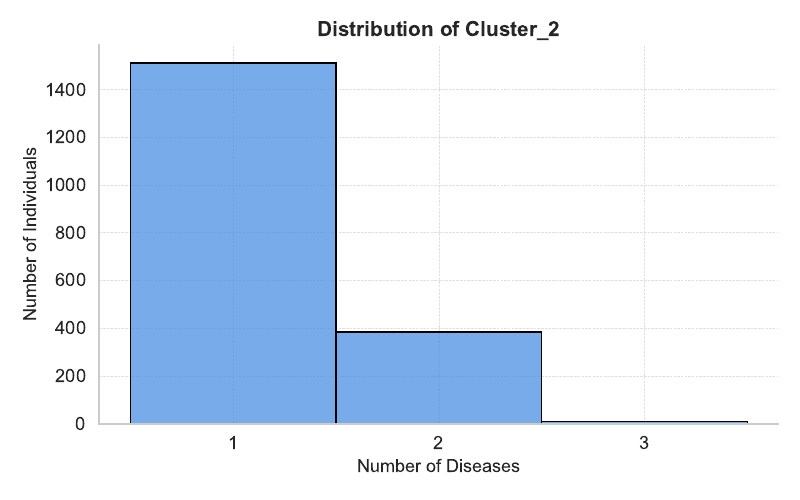 Distribution of Cluster_2
Number of Individuals
1400
1200
1000
800
600
400
200
0
1 2 3
Number of Diseases